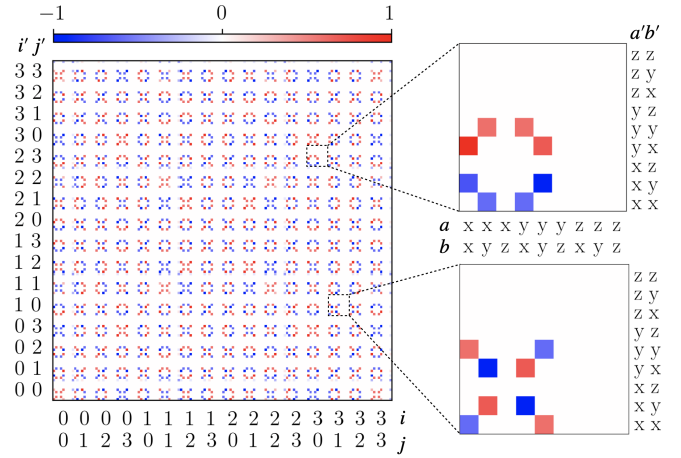 −1 0 1
i′ j′
3 3
3 2
3 1
3 0
2 3
2 2
2 1
2 0
1 3
1 2
1 1
1 0
0 3
0 2
0 1
0 0
0 0 0 0 1 1 1 1 2 2 2 2 3 3 3 3 i
0 1 2 3 0 1 2 3 0 1 2 3 0 1 2 3 j
a′b′
z z
z y
z x
y z
y y
y x
x z
x y
x x
a x x x y y y z z z
b x y z x y z x y z
z z
z y
z x
y z
y y
y x
x z
x y
x x